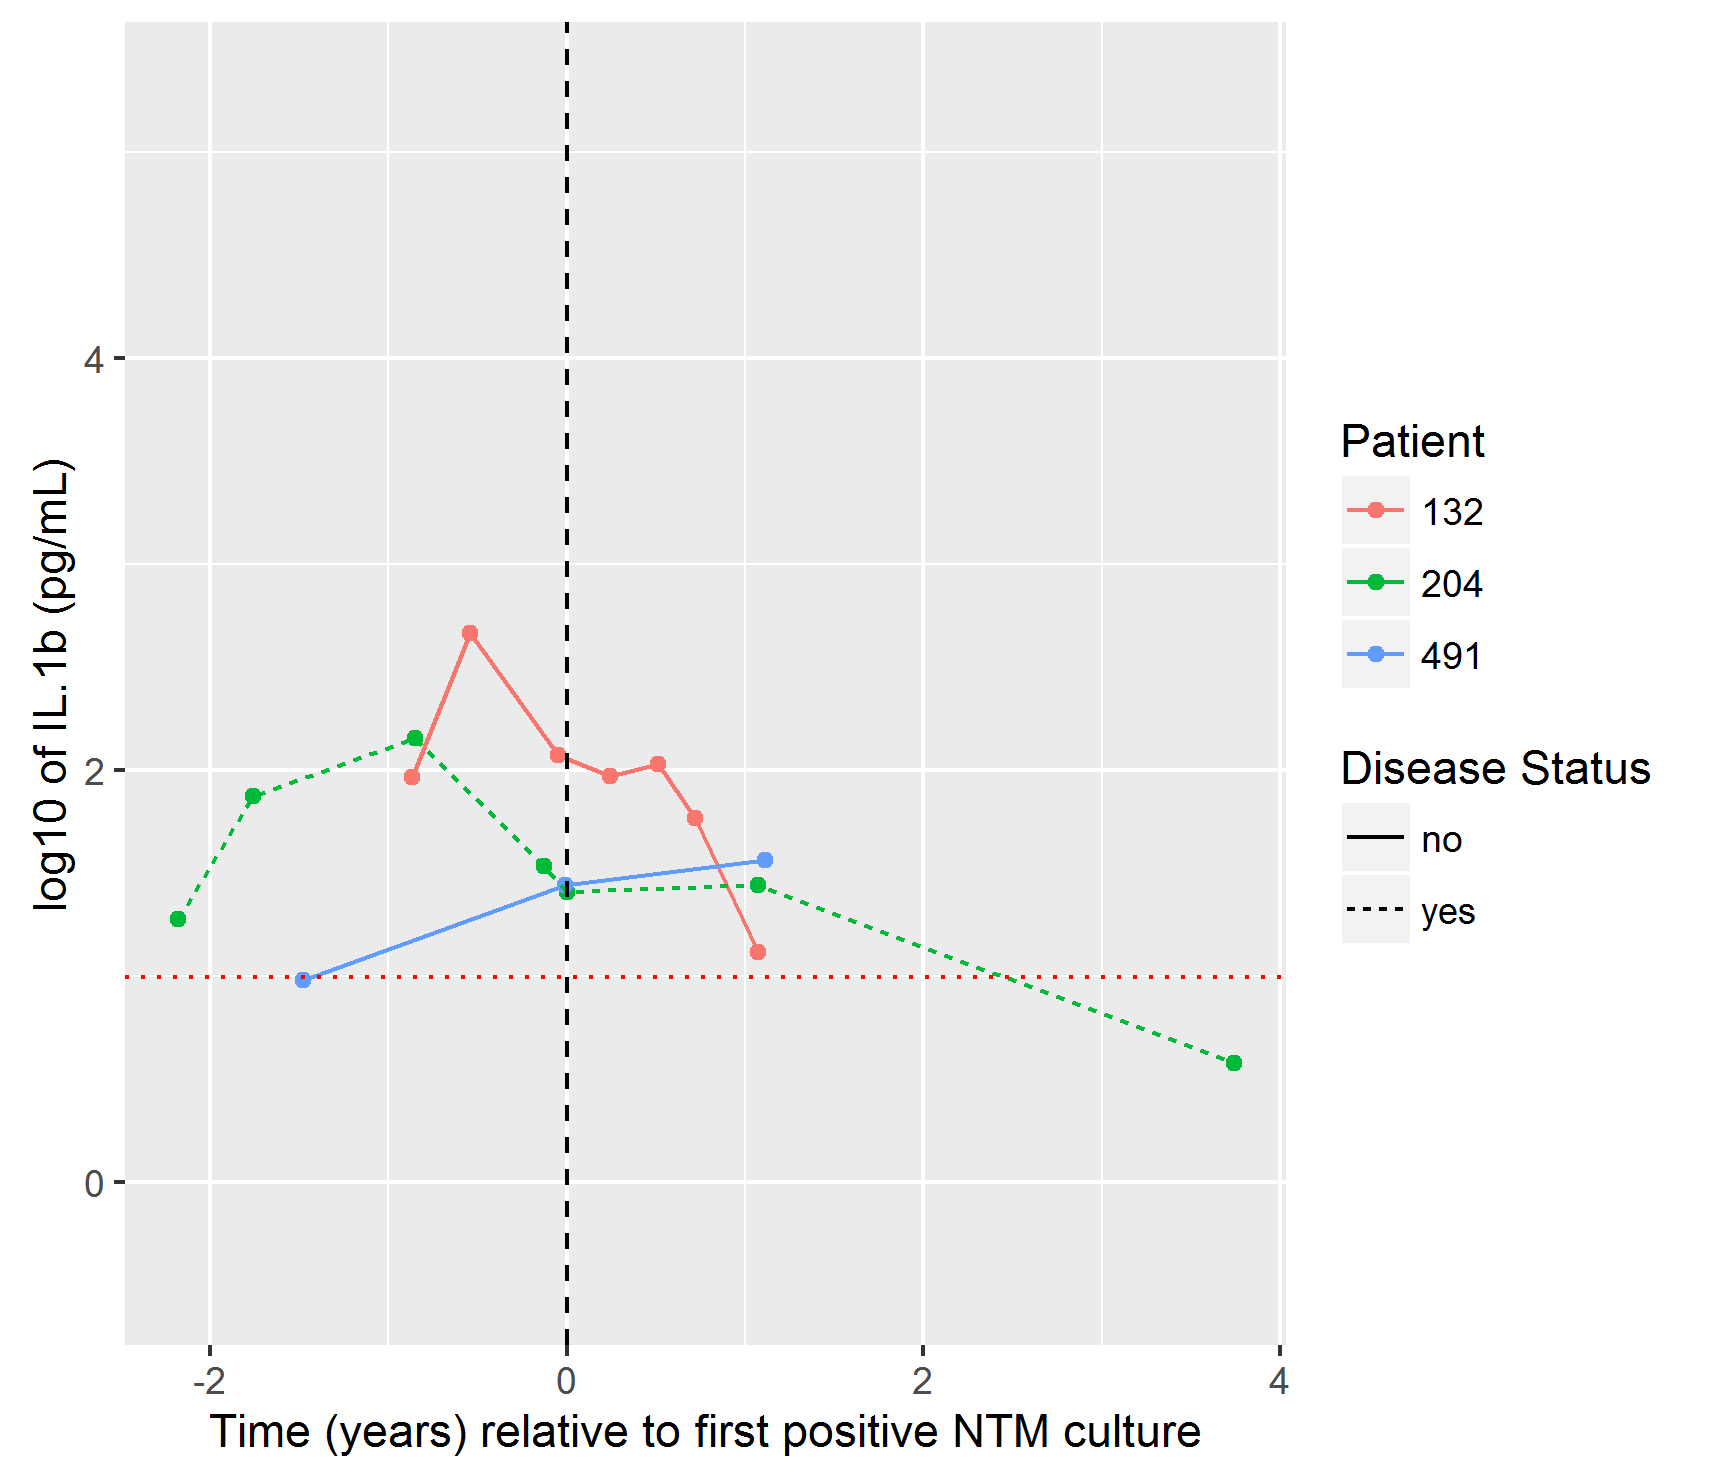 log10 of IL.1b (pg/mL)
4
2
0
-2
0
2
4
Time (years) relative to first positive NTM culture
Patient
132
204
491
Disease Status
no
yes